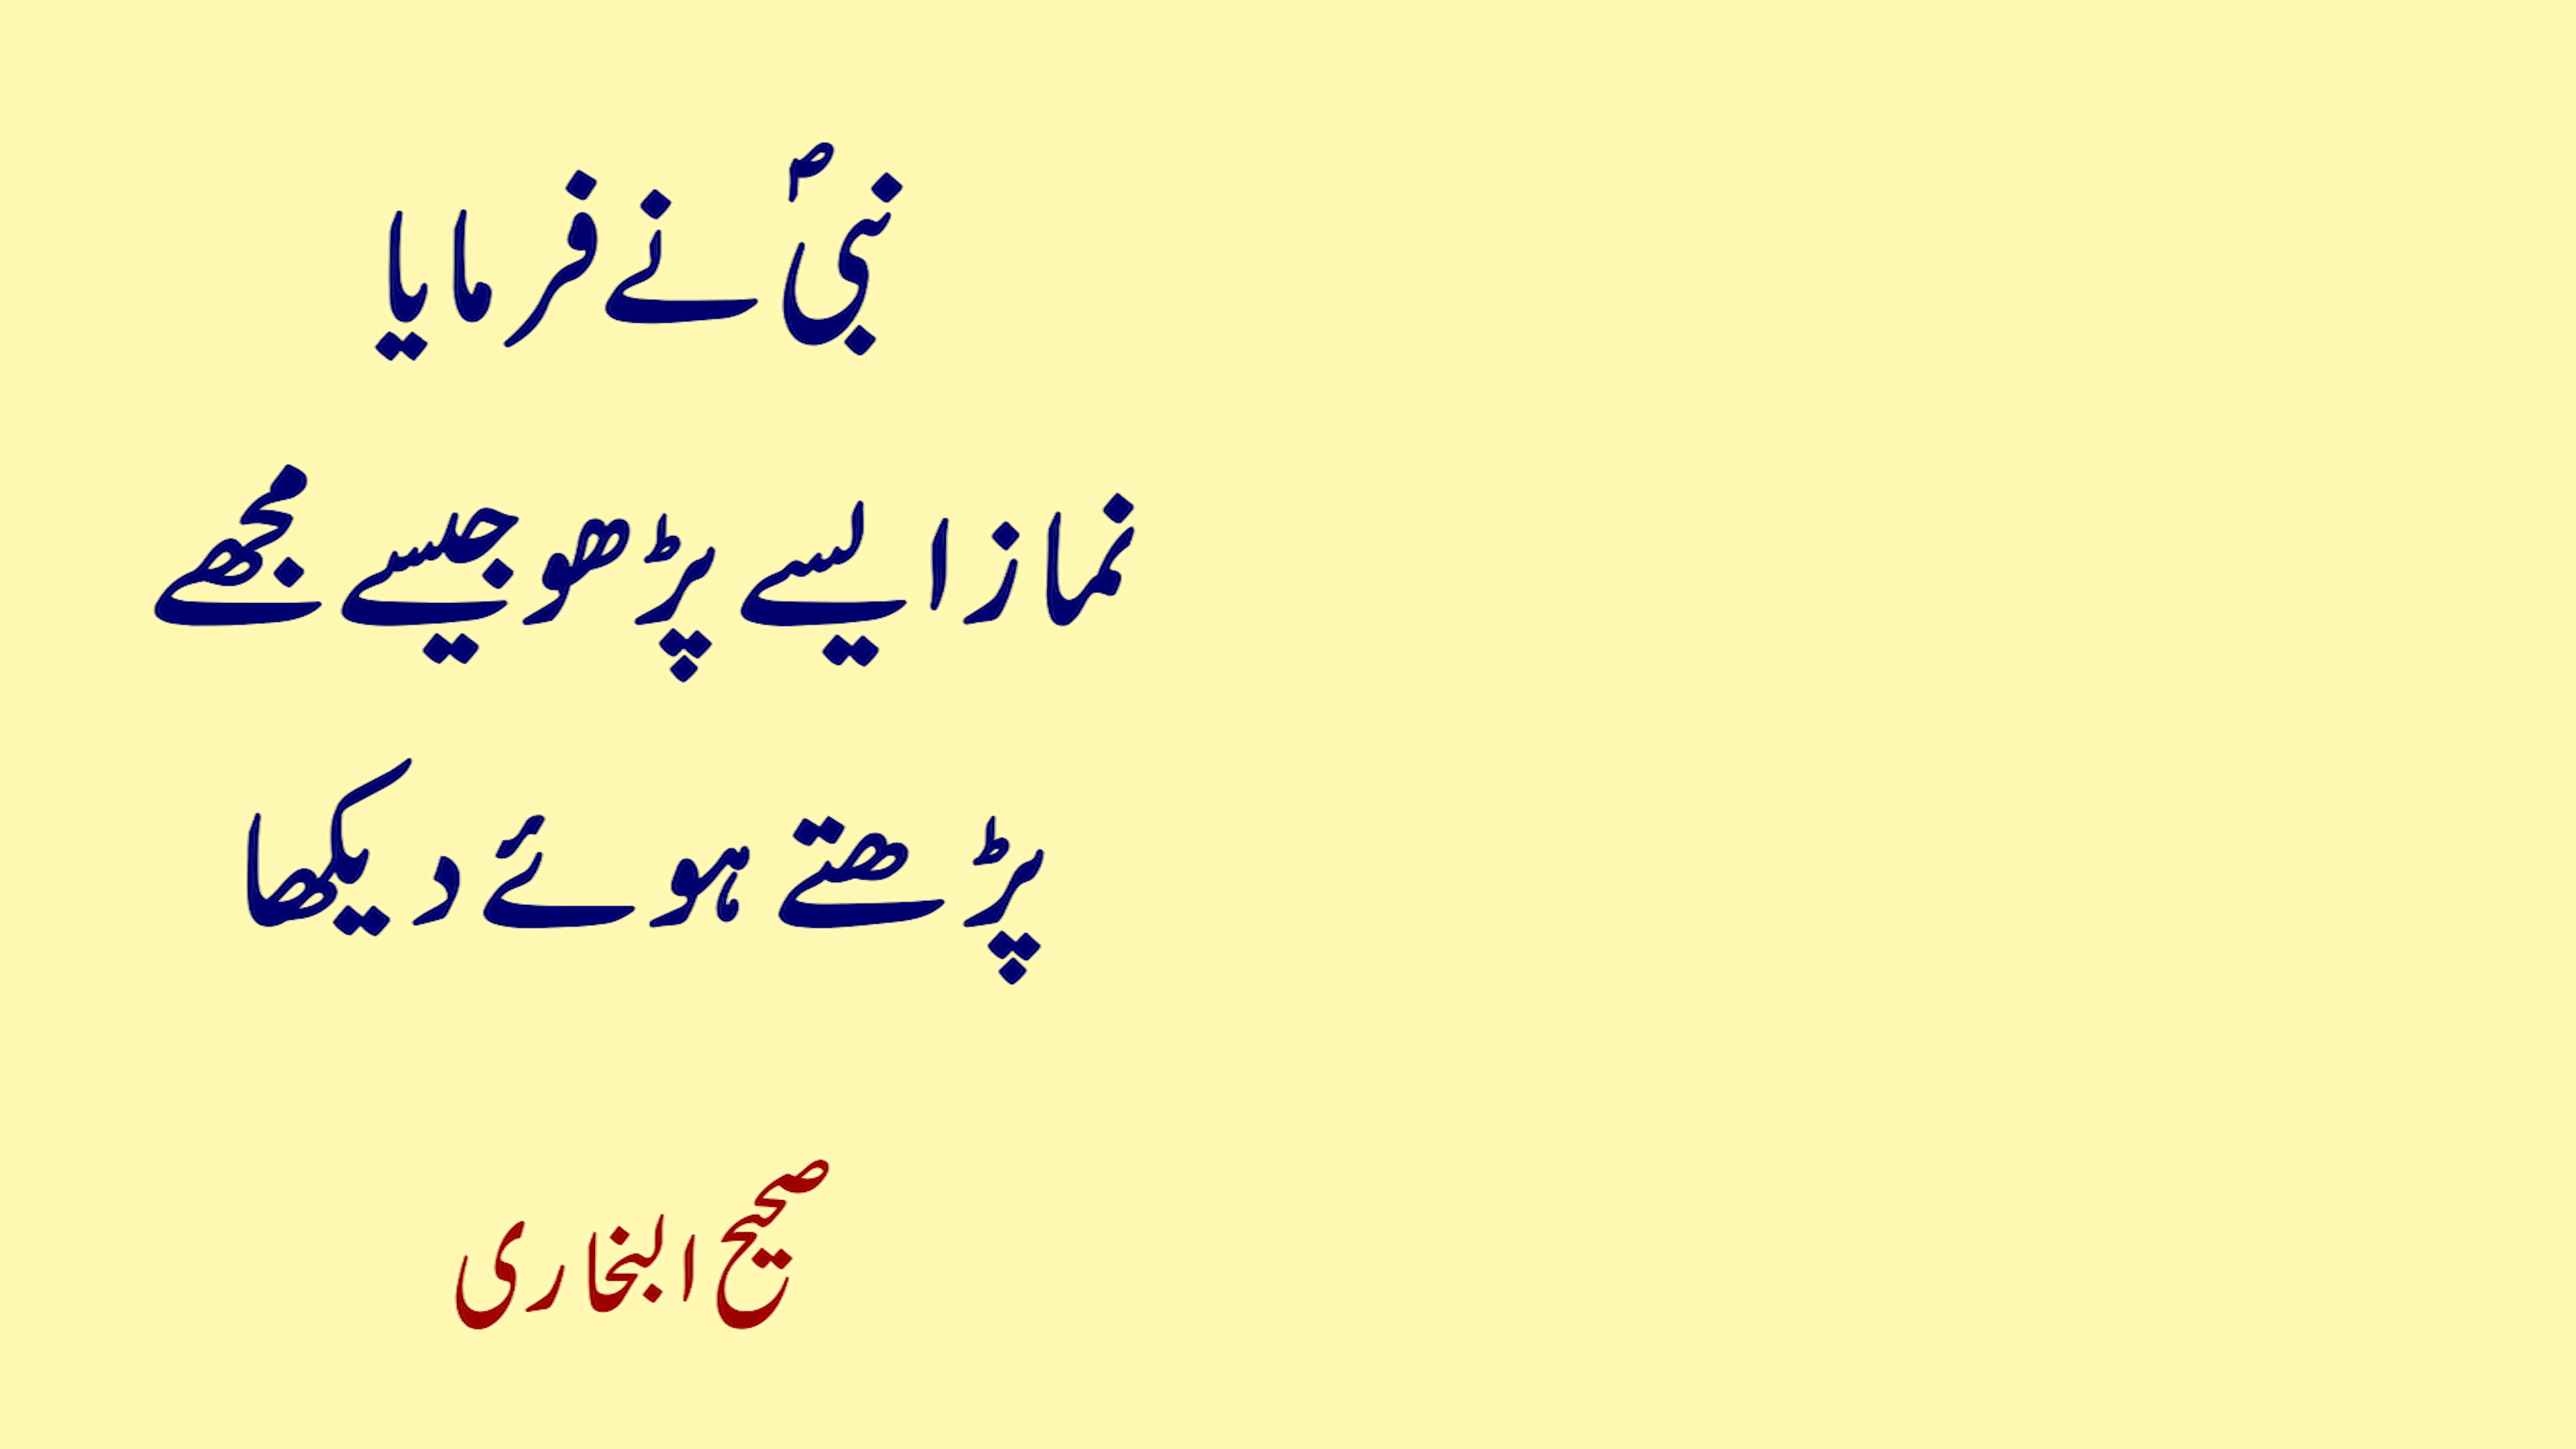 نبیؐ نے فرمایا
نماز ایسے پڑھو جیسے مجھے
پڑھتے ہوئے دیکھا
صحیح البخاری